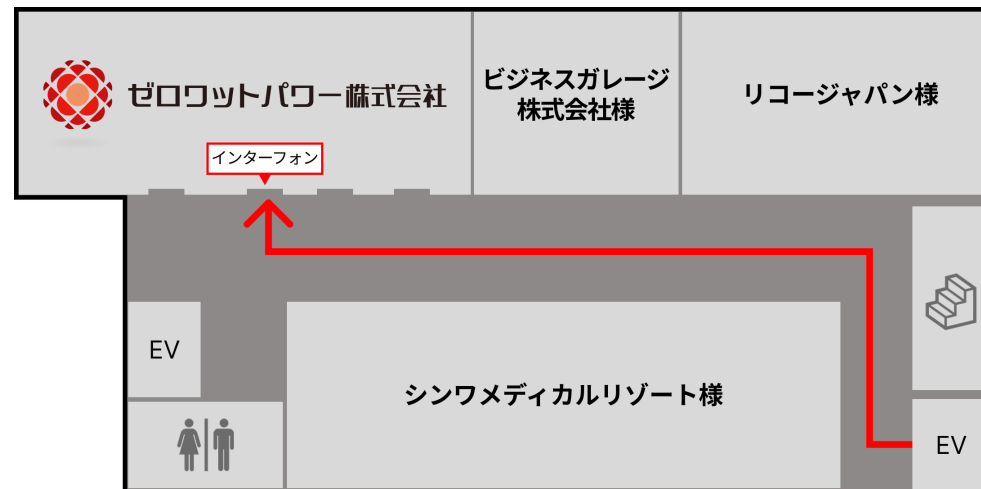 ゼロワットパワー株式会社
ビジネスガレージ
株式会社様
リコージャパン様
インターフォン
EV
シンワメディカルリゾート様
EV